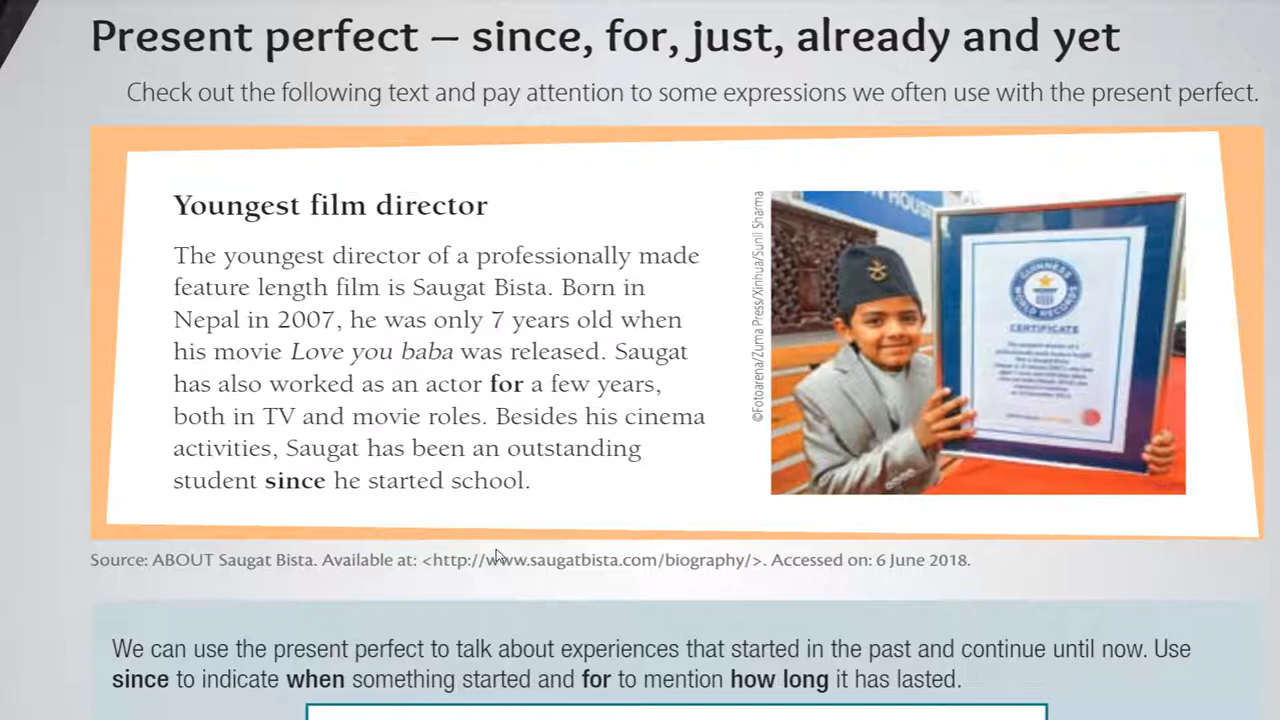 Present perfect – since, for, just, already and yet
Check out the following text and pay attention to some expressions we often use with the present perfect.
Youngest film director
The youngest director of a professionally made
feature length film is Saugat Bista. Born in
Nepal in 2007, he was only 7 years old when
his movie Love you baba was released. Saugat
has also worked as an actor for a few years,
both in TV and movie roles. Besides his cinema
activities, Saugat has been an outstanding
student since he started school.
©Fotoarena/Zuma Press/Xinhua/Sunil Sharma
N HOUS
GUINNESS
WORLD RECORDS
CERTIFICATE
Source: ABOUT Saugat Bista. Available at: <http://www.saugatbista.com/biography/>. Accessed on: 6 June 2018.
We can use the present perfect to talk about experiences that started in the past and continue until now. Use
since to indicate when something started and for to mention how long it has lasted.